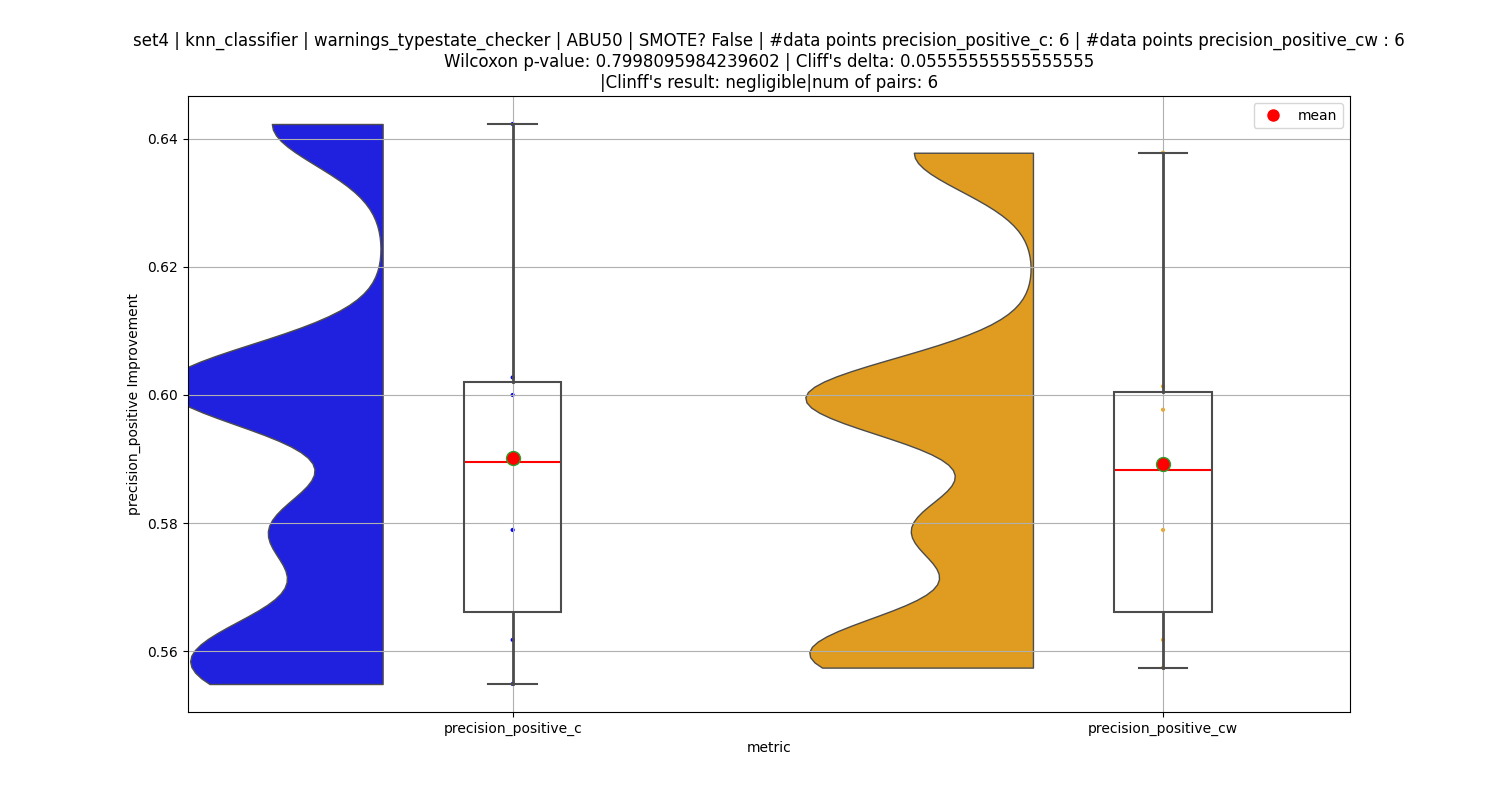 set4 | knn_classifier | warnings_typestate_checker | ABU50 | SMOTE? False | #data points precision_positive_c: 6 | #data points precision_positive_cw : 6
Wilcoxon p-value: 0.7998095984239602 | Cliff's delta: 0.05555555555555555
|Clinff's result: negligible|num of pairs: 6
mean
0.64
0.62
0.60
0.58
0.56
precision_positive Improvement
precision_positive_c
precision_positive_cw
metric